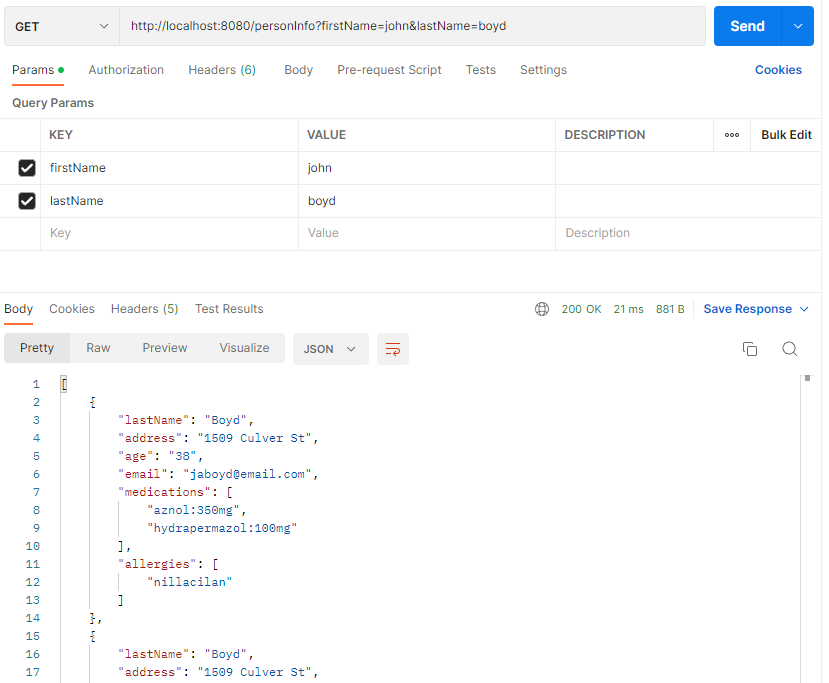 GET http://localhost:8080/personInfo?firstName=john&lastName=boyd Send
Params Authorization Headers (6) Body Pre-request Script Tests Settings Cookies
Query Params
KEY VALUE DESCRIPTION ooo Bulk Edit
firstName john
lastName boyd
Key Value Description
Body Cookies Headers (5) Test Results 200 OK 21 ms 881 B Save Response
Pretty Raw Preview Visualize JSON
1 [
2 {
3 "lastName": "Boyd",
4 "address": "1509 Culver St",
5 "age": "38",
6 "email": "jaboyd@email.com",
7 "medications": [
8 "aznol:350mg",
9 "hydrapermazol:100mg"
10 ],
11 "allergies": [
12 "nillacilan"
13 ]
14 },
15 {
16 "lastName": "Boyd",
17 "address": "1509 Culver St",